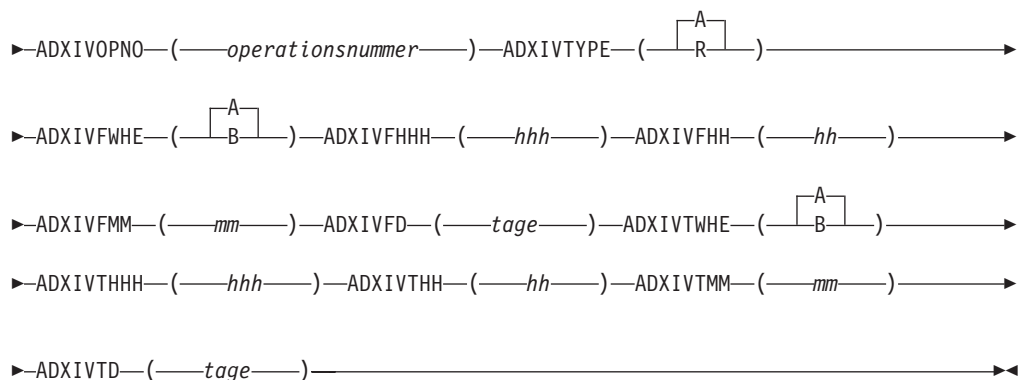 A
ADXIVOPNO ( operationsnummer ) ADXIVTYPE ( R )
A
ADXIVFWHE ( B ) ADXIVFHHH ( hhh ) ADXIVFHH ( hh )
A
ADXIVFMM ( mm ) ADXIVFD ( tage ) ADXIVTWHE ( B )
ADXIVTHHH ( hhh ) ADXIVTHH ( hh ) ADXIVTMM ( mm )
ADXIVTD ( tage )